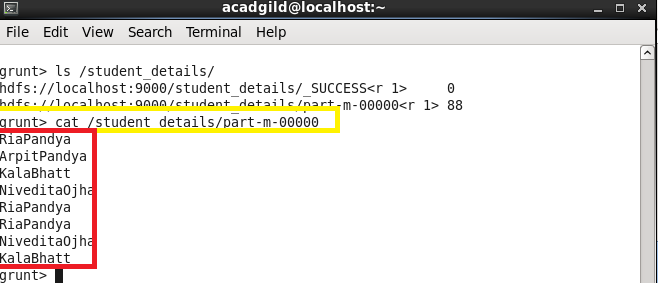 acadgild@localhost:~
File Edit View Search Terminal Help
grunt> ls /student_details/
hdfs://localhost:9000/student_details/_SUCCESS<r 1> 0
hdfs://localhost:9000/student_details/part-m-00000<r 1> 88
grunt> cat /student_details/part-m-00000
RiaPandya
ArpitPandya
KalaBhatt
NiveditaOjha
RiaPandya
RiaPandya
NiveditaOjha
KalaBhatt
grunt>